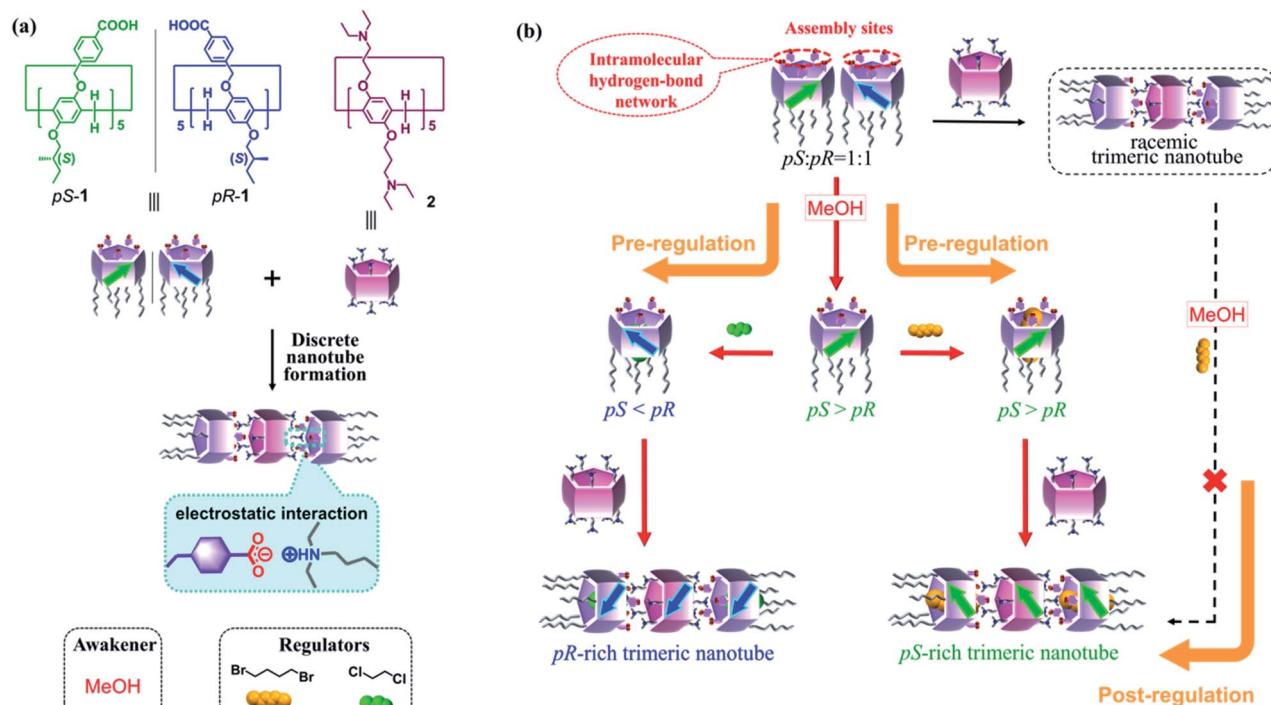 (a)
COOH
HOOC
N
O
O
O
H
H
H
H
H
H
5
5
5
O
O
O
(S)
(S)
N
pS-1
pR-1
2
+
Discrete
nanotube
formation
electrostatic interaction
O
O
⊖
⊕HN
Awakener
MeOH
Regulators
Br
Br
Cl
Cl
(b)
Assembly sites
Intramolecular
hydrogen-bond
network
pS:pR=1:1
racemic
trimeric nanotube
MeOH
Pre-regulation
Pre-regulation
MeOH
pS < pR
pS > pR
pS > pR
pR-rich trimeric nanotube
pS-rich trimeric nanotube
Post-regulation